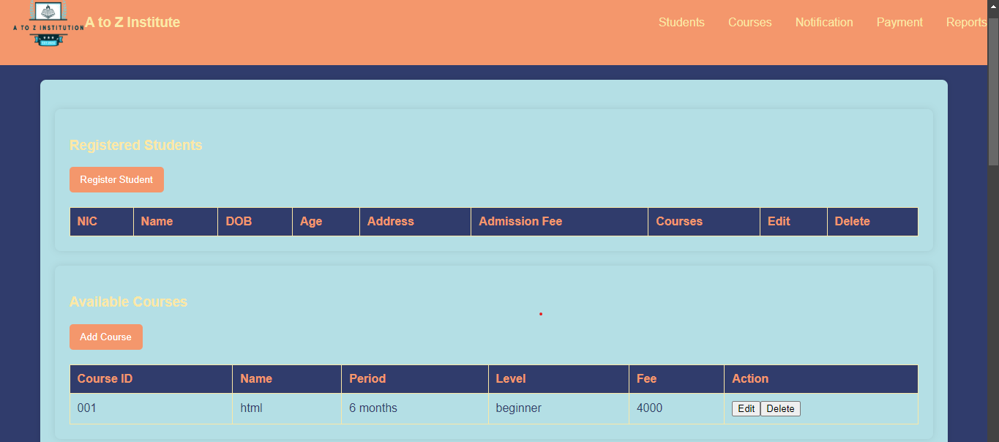 A TO Z INSTITUTION
A to Z Institute
Students Courses Notification Payment Reports
Registered Students
Register Student
NIC Name DOB Age Address Admission Fee Courses Edit Delete
Available Courses
Add Course
Course ID Name Period Level Fee Action
001 html 6 months beginner 4000 Edit Delete